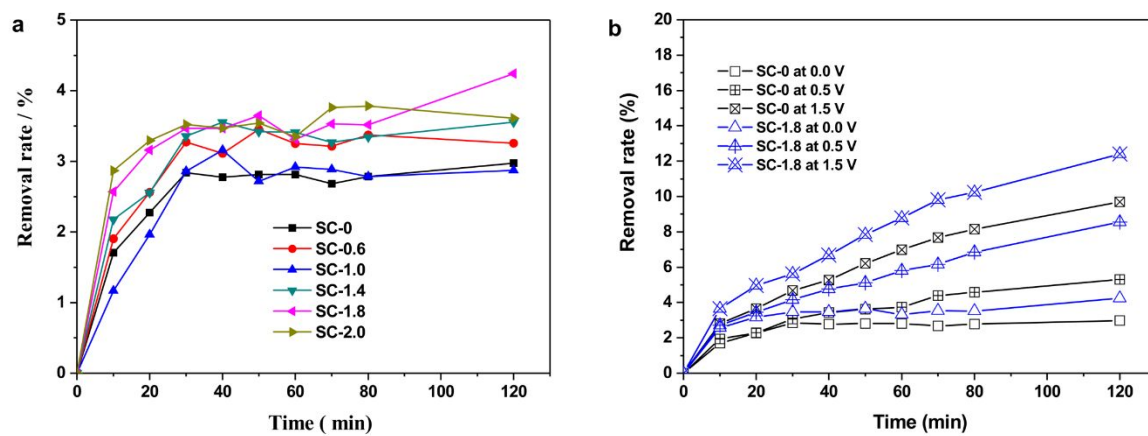 a
5
4
3
2
1
0
Removal rate / %
SC-0
SC-0.6
SC-1.0
SC-1.4
SC-1.8
SC-2.0
0 20 40 60 80 100 120
Time ( min)
b
20
18
16
14
12
10
8
6
4
2
0
Removal rate (%)
SC-0 at 0.0 V
SC-0 at 0.5 V
SC-0 at 1.5 V
SC-1.8 at 0.0 V
SC-1.8 at 0.5 V
SC-1.8 at 1.5 V
0 20 40 60 80 100 120
Time (min)